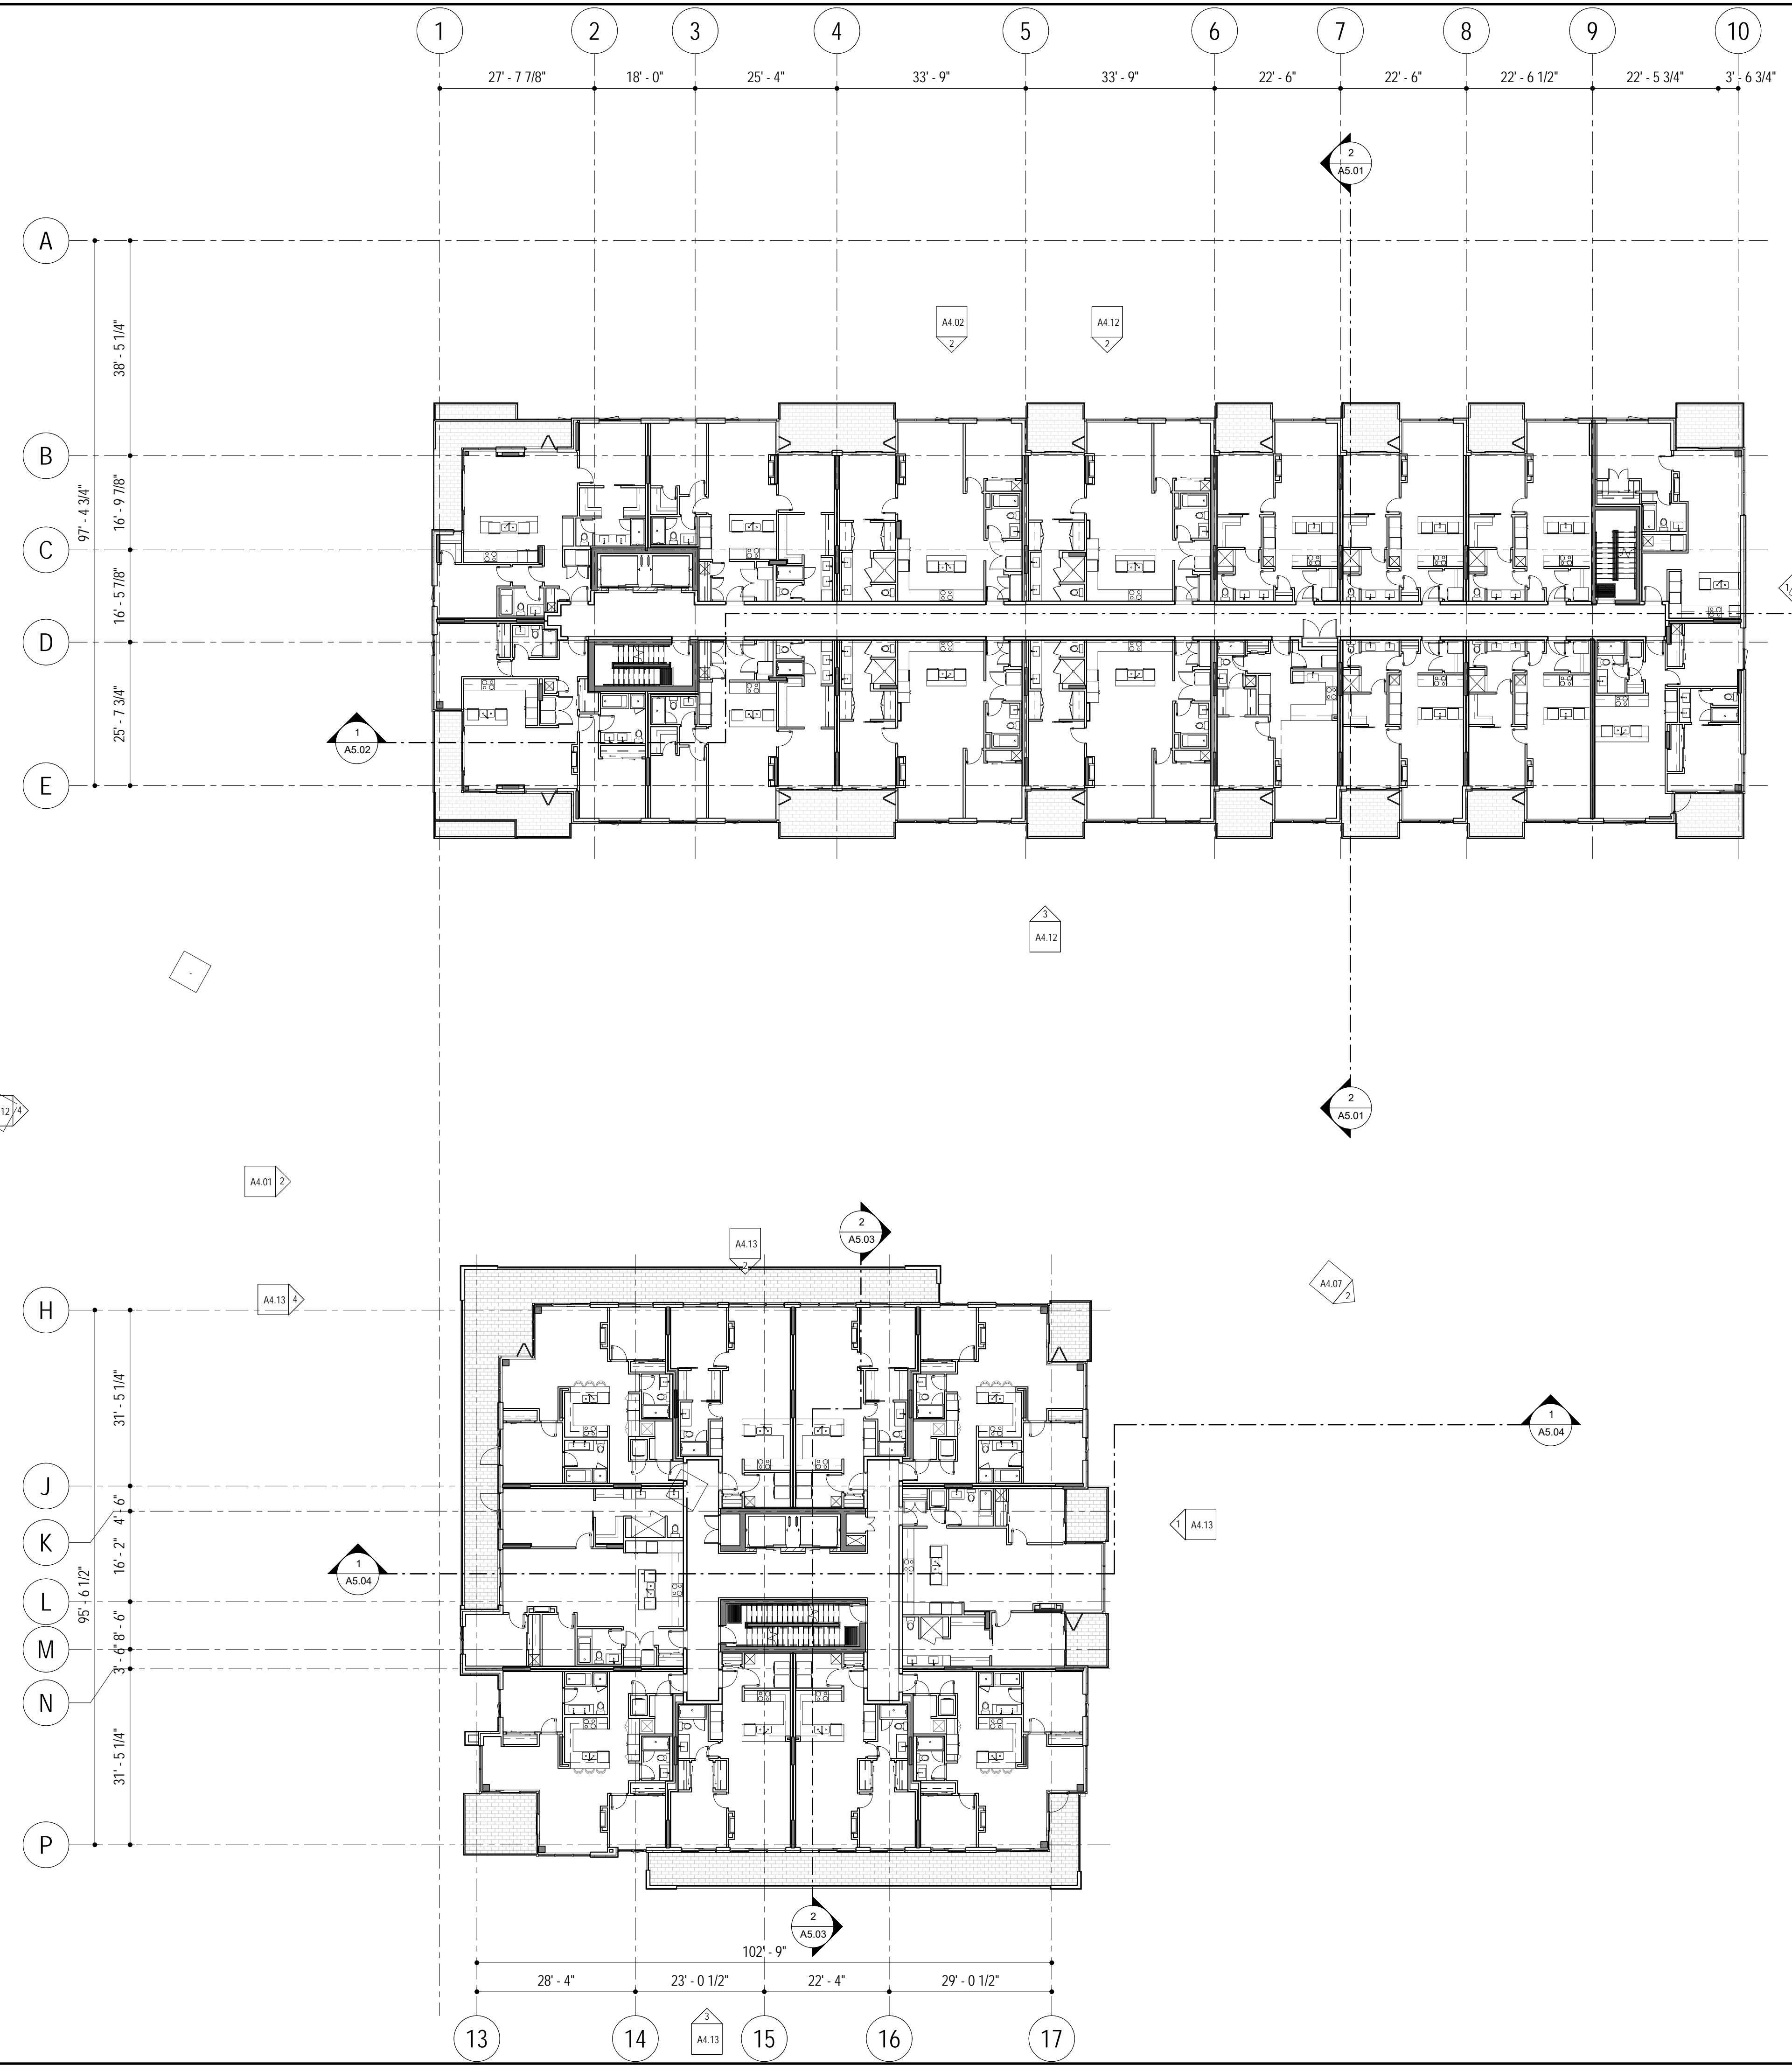 1 2 3 4 5 6 7 8 9 10
27' - 7 7/8" 18' - 0" 25' - 4" 33' - 9" 33' - 9" 22' - 6" 22' - 6" 22' - 6 1/2" 22' - 5 3/4" 3' - 6 3/4"
2
A5.01
A
38' - 5 1/4"
A4.02
2
A4.12
2
B
97' - 4 3/4"
16' - 9 7/8"
C
16' - 5 7/8"
1
D
25' - 7 3/4"
1
A5.02
E
3
A4.12
-
12 4
2
A5.01
A4.01 2
2
A5.03
A4.13
2
A4.13 4
A4.07
2
H
31' - 5 1/4"
1
A5.04
J
4' - 6"
K
1 A4.13
16' - 2"
1
A5.04
95' - 6 1/2"
L
8' - 6"
M
3' - 6"
N
31' - 5 1/4"
P
2
A5.03
102' - 9"
28' - 4" 23' - 0 1/2" 22' - 4" 29' - 0 1/2"
3
A4.13
13 14 15 16 17